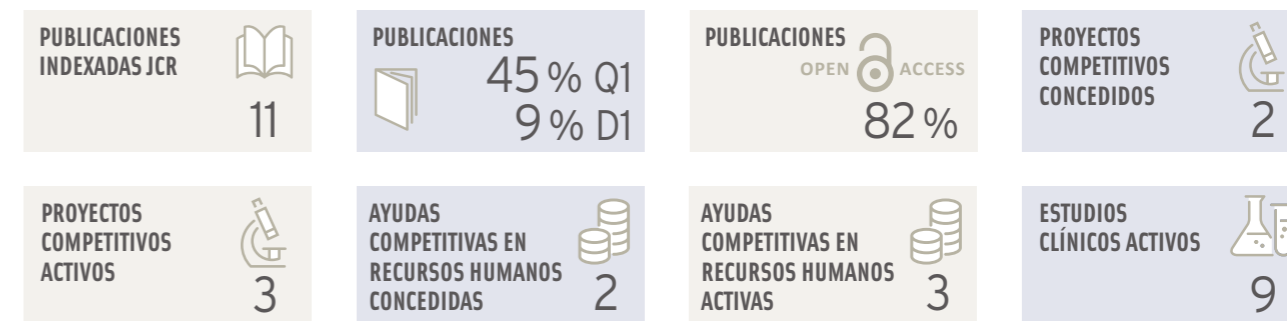 PUBLICACIONES
INDEXADAS JCR
11
PUBLICACIONES
45 % Q1
9 % D1
PUBLICACIONES
OPEN ACCESS
82 %
PROYECTOS
COMPETITIVOS
CONCEDIDOS
2
PROYECTOS
COMPETITIVOS
ACTIVOS
3
AYUDAS
COMPETITIVAS EN
RECURSOS HUMANOS
CONCEDIDAS
2
AYUDAS
COMPETITIVAS EN
RECURSOS HUMANOS
ACTIVAS
3
ESTUDIOS
CLÍNICOS ACTIVOS
9